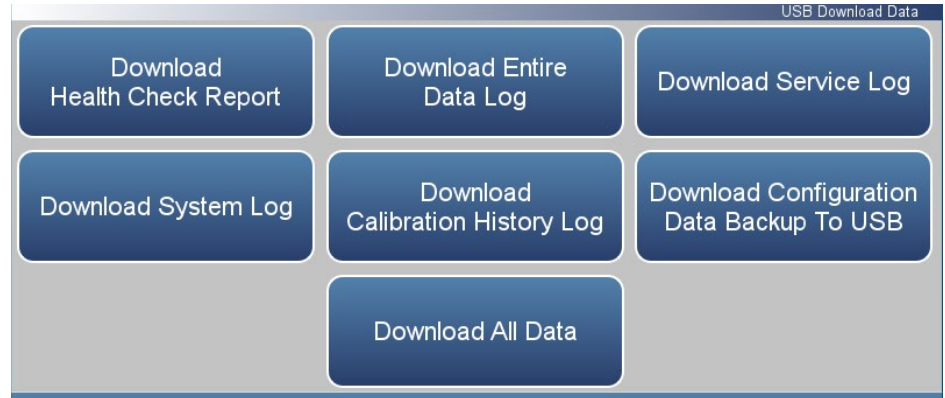 USB Download Data
Download
Health Check Report
Download Entire
Data Log
Download Service Log
Download System Log
Download
Calibration History Log
Download Configuration
Data Backup To USB
Download All Data